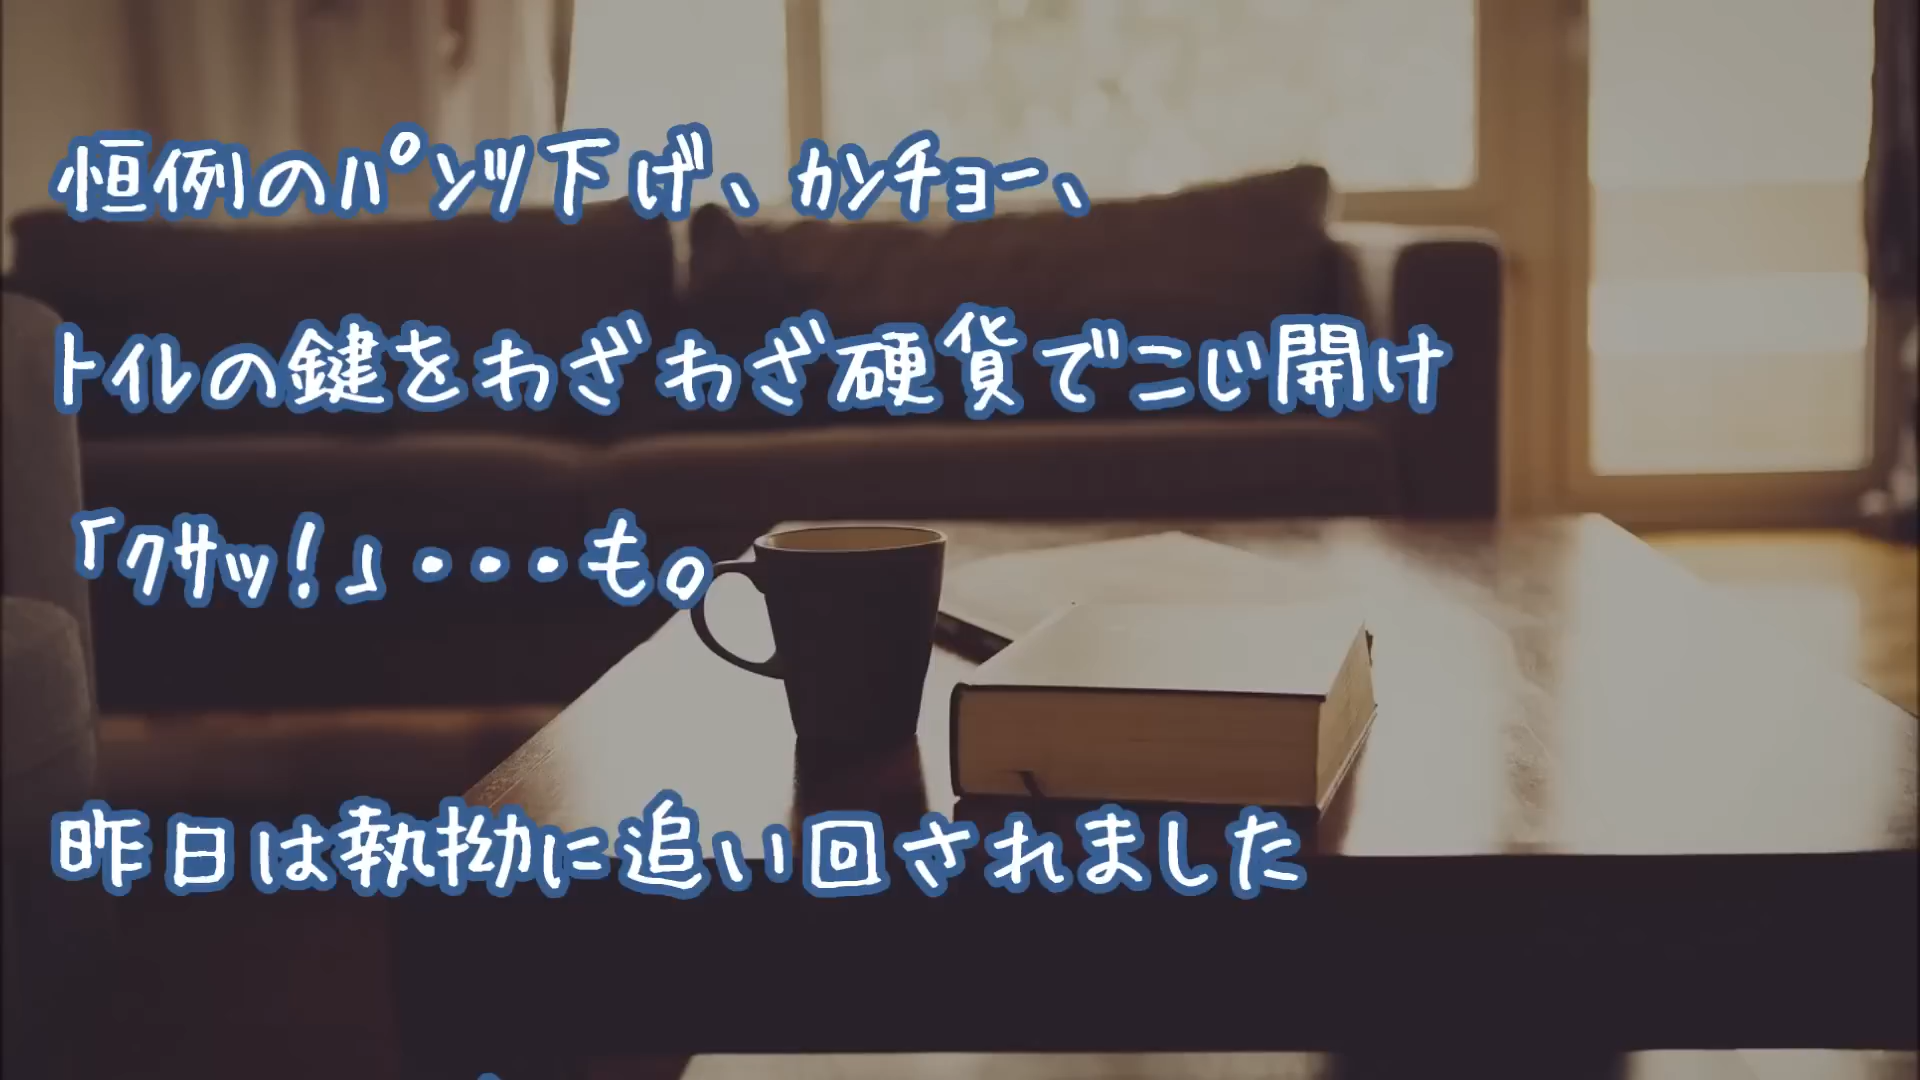 恒例のﾊﾟﾝﾂ下げ、ｶﾝﾁｮｰ、
ﾄｲﾚの鍵をわざわざ硬貨でこじ開け
「ｸｻｯ!」・・・も。
昨日は執拗に追い回されました